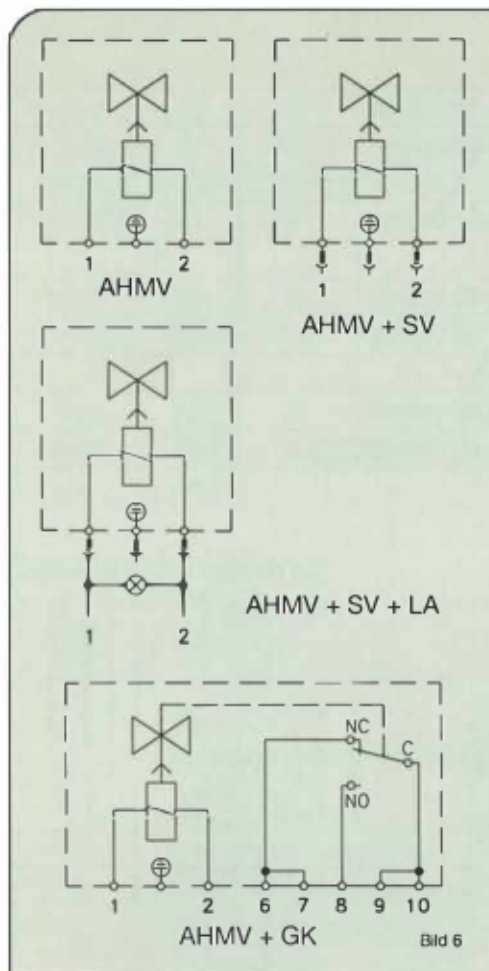 1 2 1 2
AHMV AHMV + SV
1 2 AHMV + SV + LA
NC
C
NO
1 2 6 7 8 9 10
AHMV + GK Bild 6